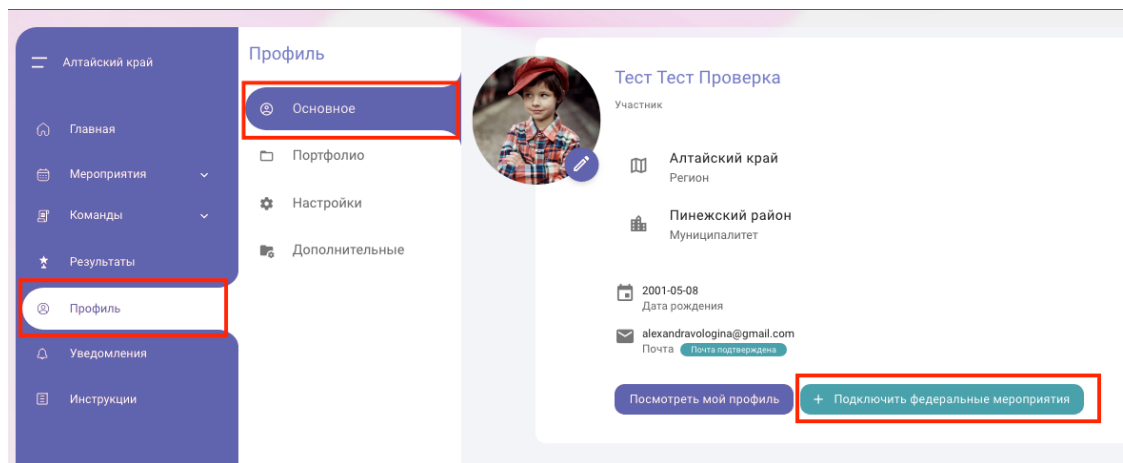 Алтайский край
Главная
Мероприятия
Команды
Результаты
Профиль
Уведомления
Инструкции
Профиль
Основное
Портфолио
Настройки
Дополнительные
Тест Тест Проверка
Участник
Алтайский край
Регион
Пинежский район
Муниципалитет
2001-05-08
Дата рождения
alexandravologina@gmail.com
Почта Почта подтверждена
Посмотреть мой профиль
+ Подключить федеральные мероприятия